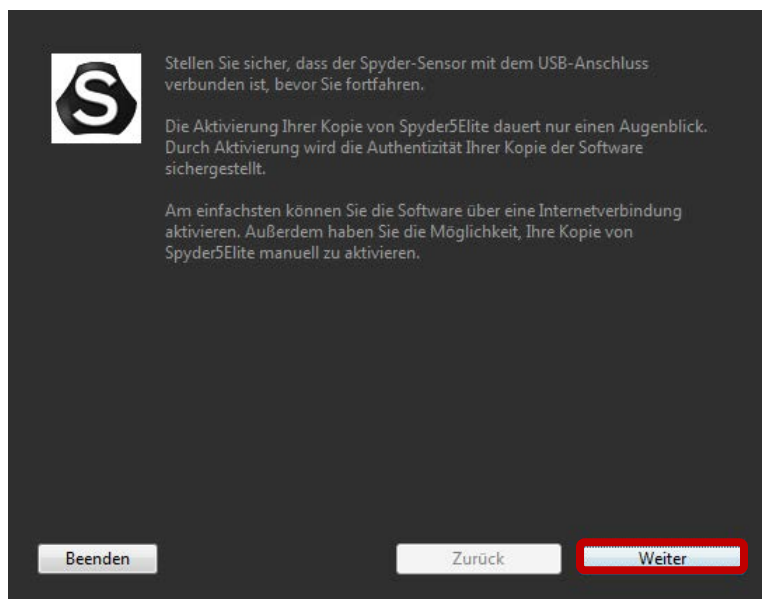 S
Stellen Sie sicher, dass der Spyder-Sensor mit dem USB-Anschluss
verbunden ist, bevor Sie fortfahren.
Die Aktivierung Ihrer Kopie von Spyder5Elite dauert nur einen Augenblick.
Durch Aktivierung wird die Authentizität Ihrer Kopie der Software
sichergestellt.
Am einfachsten können Sie die Software über eine Internetverbindung
aktivieren. Außerdem haben Sie die Möglichkeit, Ihre Kopie von
Spyder5Elite manuell zu aktivieren.
Beenden
Zurück
Weiter